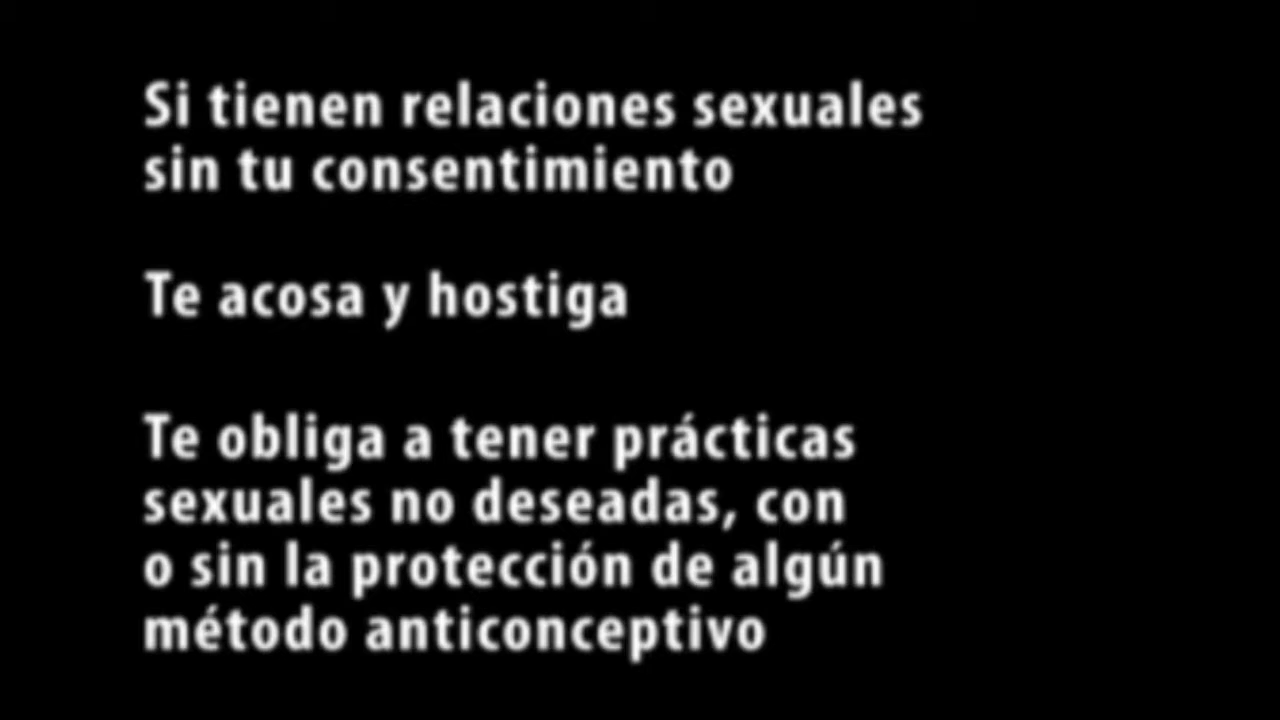 Si tienen relaciones sexuales
sin tu consentimiento
Te acosa y hostiga
Te obliga a tener prácticas
sexuales no deseadas, con
o sin la protección de algún
método anticonceptivo